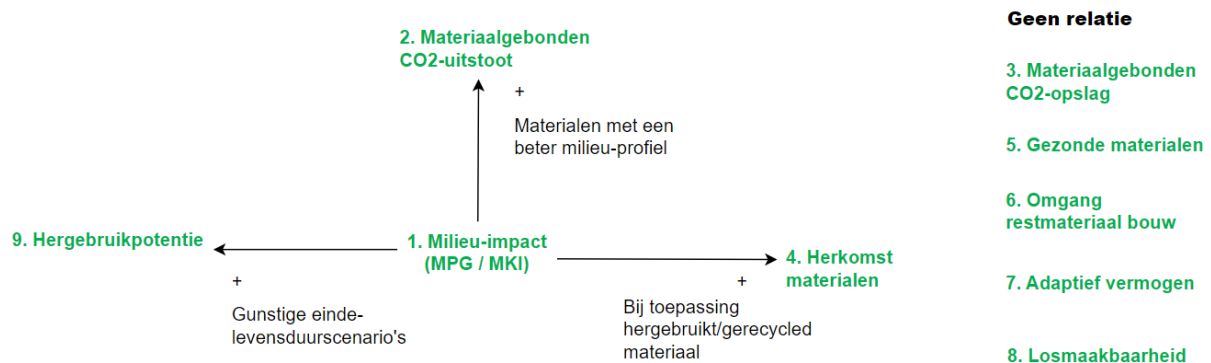 2. Materiaalgebonden
CO2-uitstoot
+
Materialen met een
beter milieu-profiel
9. Hergebruikpotentie
1. Milieu-impact
(MPG / MKI)
4. Herkomst
materialen
+
Gunstige einde-
levensduurscenario's
+
Bij toepassing
hergebruikt/gerecycled
materiaal
Geen relatie
3. Materiaalgebonden
CO2-opslag
5. Gezonde materialen
6. Omgang
restmateriaal bouw
7. Adaptief vermogen
8. Losmaakbaarheid